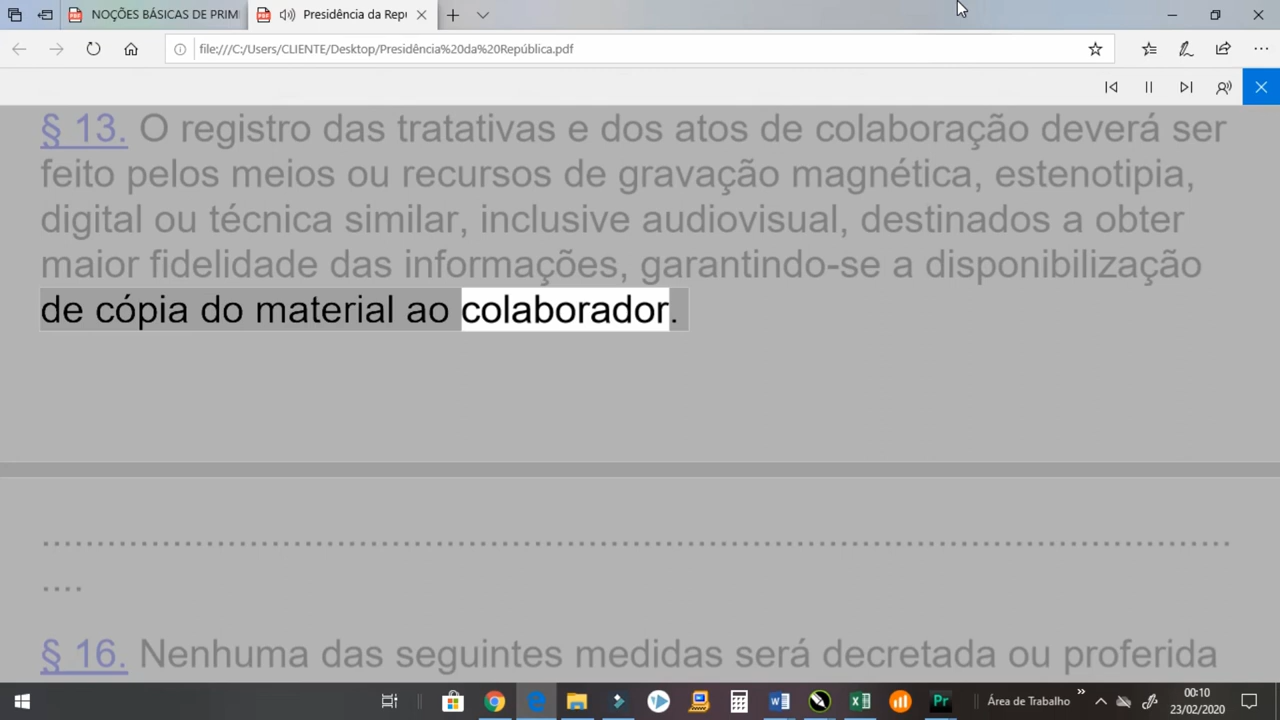 NOÇÕES BÁSICAS DE PRIM
Presidência da Repú
file:///C:/Users/CLIENTE/Desktop/Presidência%20da%20República.pdf
§ 13. O registro das tratativas e dos atos de colaboração deverá ser
feito pelos meios ou recursos de gravação magnética, estenotipia,
digital ou técnica similar, inclusive audiovisual, destinados a obter
maior fidelidade das informações, garantindo-se a disponibilização
de cópia do material ao colaborador.
.........................................................................................
....
§ 16. Nenhuma das seguintes medidas será decretada ou proferida
Área de Trabalho
00:10
23/02/2020